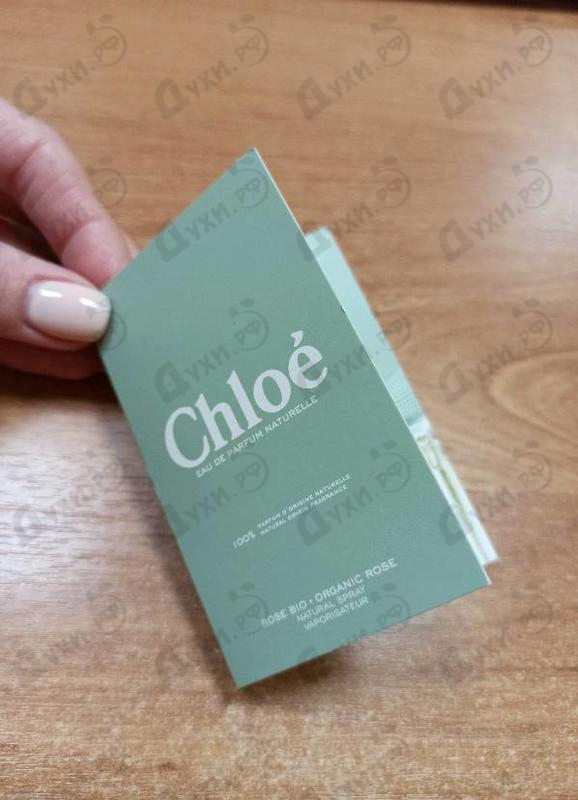 Chloé
EAU DE PARFUM NATURELLE
100% PARFUM D'ORIGINE NATURELLE
NATURAL ORIGIN FRAGRANCE
ROSE BIO • ORGANIC ROSE
NATURAL SPRAY
VAPORISATEUR
Духи.РФ